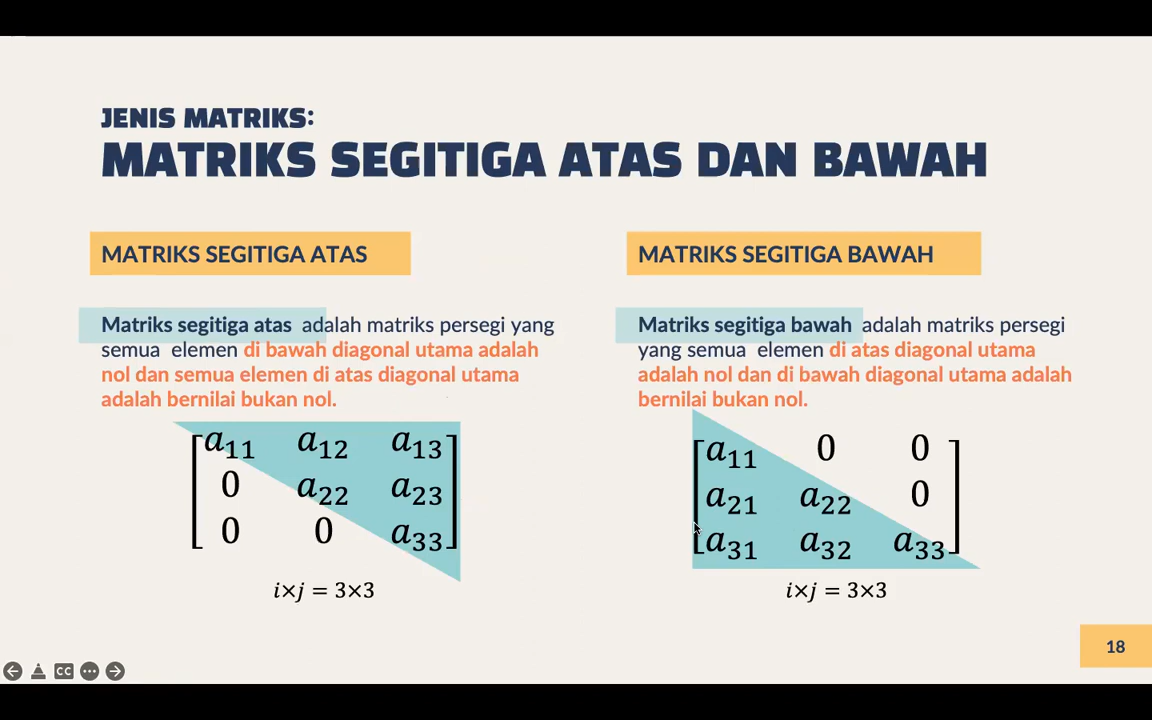 JENIS MATRIKS:
MATRIKS SEGITIGA ATAS DAN BAWAH
MATRIKS SEGITIGA ATAS
Matriks segitiga atas adalah matriks persegi yang
semua elemen di bawah diagonal utama adalah
nol dan semua elemen di atas diagonal utama
adalah bernilai bukan nol.
a₁₁ a₁₂ a₁₃
0 a₂₂ a₂₃
0 0 a₃₃
i×j = 3×3
MATRIKS SEGITIGA BAWAH
Matriks segitiga bawah adalah matriks persegi
yang semua elemen di atas diagonal utama
adalah nol dan di bawah diagonal utama adalah
bernilai bukan nol.
a₁₁ 0 0
a₂₁ a₂₂ 0
a₃₁ a₃₂ a₃₃
i×j = 3×3
18
CC